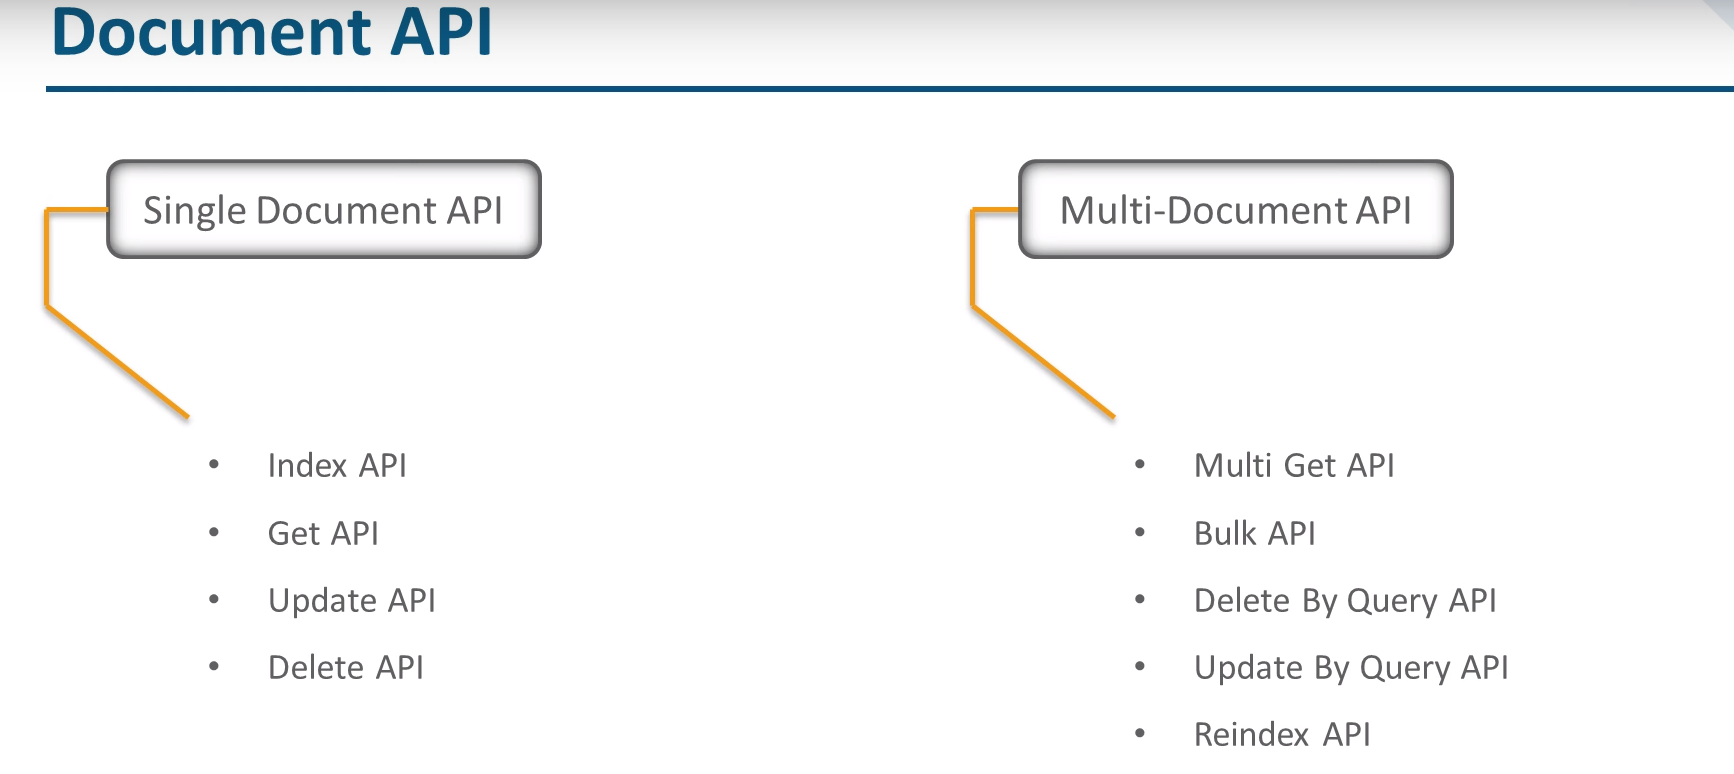 Document API
Single Document API
• Index API
• Get API
• Update API
• Delete API
Multi-Document API
• Multi Get API
• Bulk API
• Delete By Query API
• Update By Query API
• Reindex API